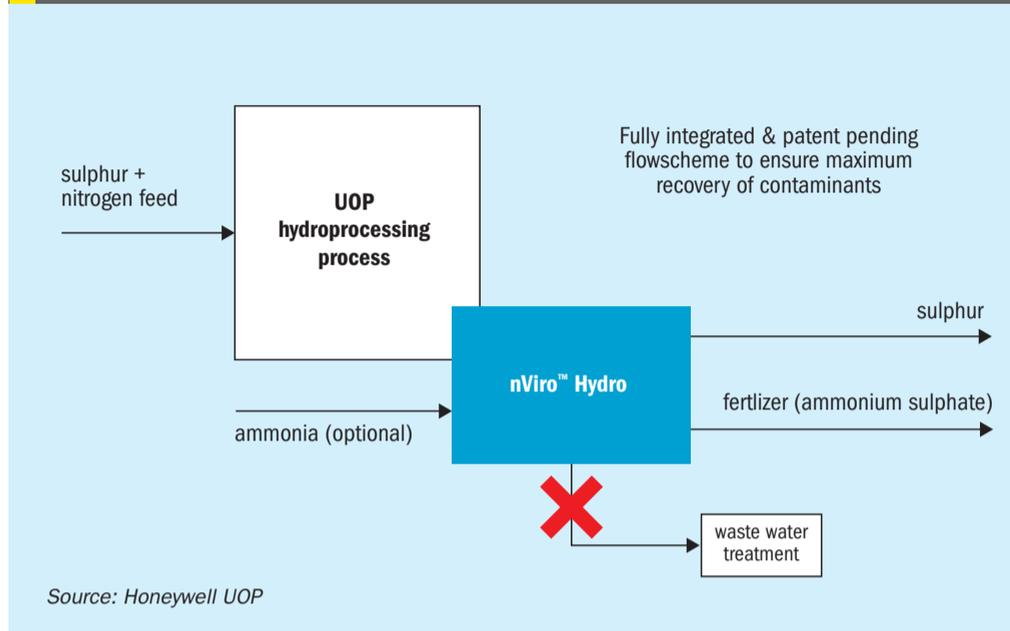 sulphur +
nitrogen feed
UOP
hydroprocessing
process
Fully integrated & patent pending
flowscheme to ensure maximum
recovery of contaminants
sulphur
nViro™ Hydro
fertlizer (ammonium sulphate)
ammonia (optional)
waste water
treatment
Source: Honeywell UOP